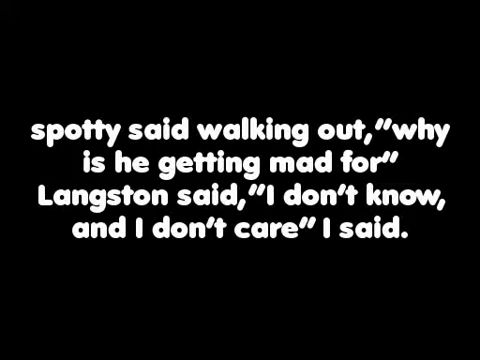 spotty said walking out,"why
is he getting mad for"
Langston said,"I don't know,
and I don't care" I said.